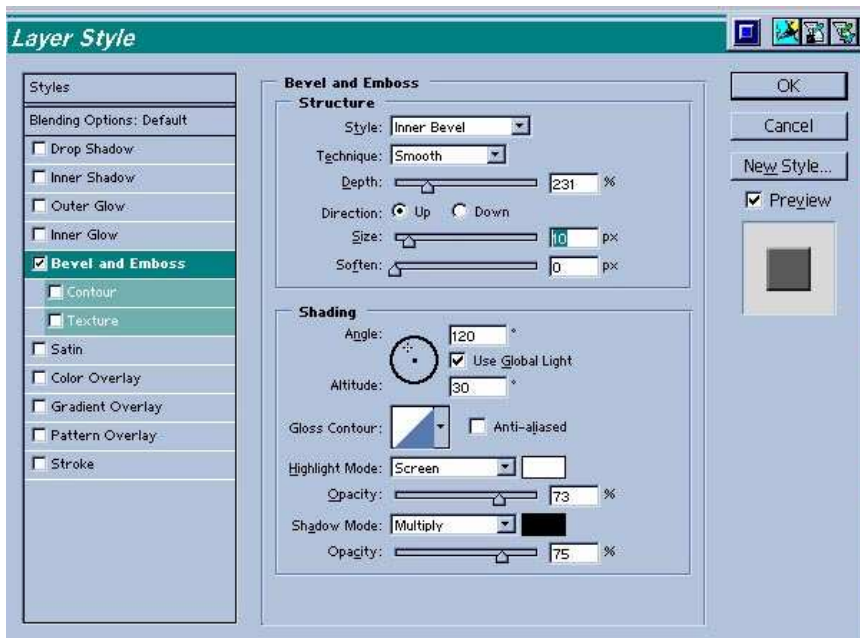 Layer Style
Styles
Blending Options: Default
Drop Shadow
Inner Shadow
Outer Glow
Inner Glow
Bevel and Emboss
Contour
Texture
Satin
Color Overlay
Gradient Overlay
Pattern Overlay
Stroke
Bevel and Emboss
Structure
Style: Inner Bevel
Technique: Smooth
Depth: 231 %
Direction: Up Down
Size: 10 px
Soften: 0 px
Shading
Angle: 120 °
Use Global Light
Altitude: 30 °
Gloss Contour: Anti-aliased
Highlight Mode: Screen
Opacity: 73 %
Shadow Mode: Multiply
Opacity: 75 %
OK
Cancel
New Style...
Preview